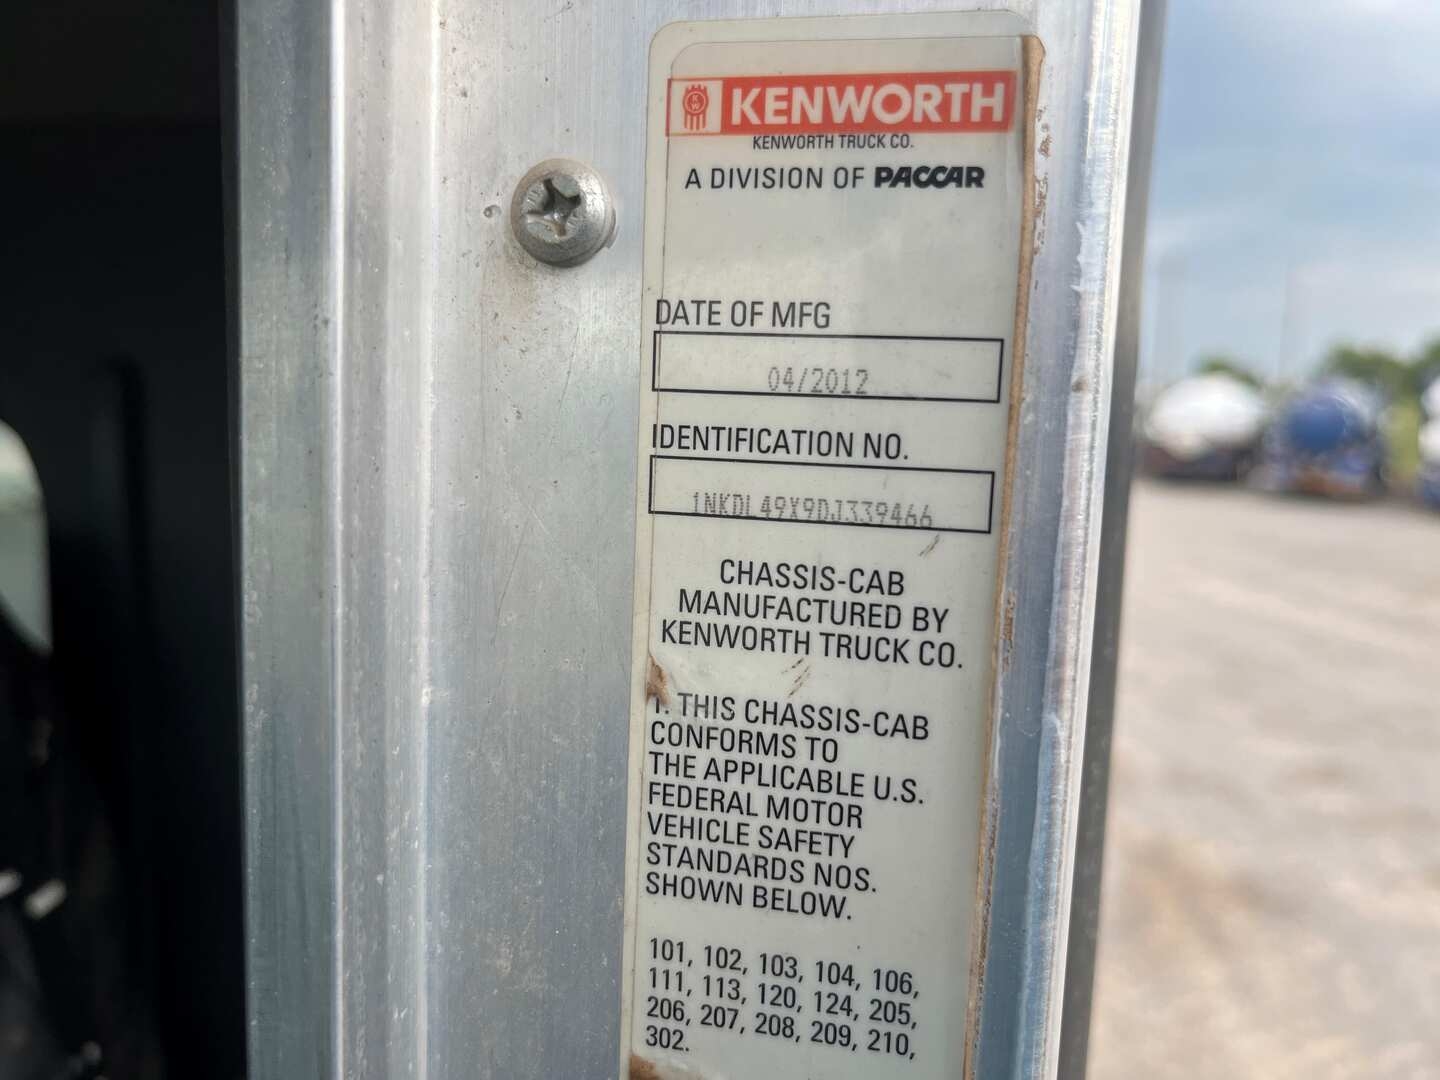 KW
KENWORTH
KENWORTH TRUCK CO.
A DIVISION OF PACCAR
DATE OF MFG
04/2012
IDENTIFICATION NO.
1NKDL49X9DJ339466
CHASSIS-CAB
MANUFACTURED BY
KENWORTH TRUCK CO.
1. THIS CHASSIS-CAB
CONFORMS TO
THE APPLICABLE U.S.
FEDERAL MOTOR
VEHICLE SAFETY
STANDARDS NOS.
SHOWN BELOW.
101, 102, 103, 104, 106,
111, 113, 120, 124, 205,
206, 207, 208, 209, 210,
302.